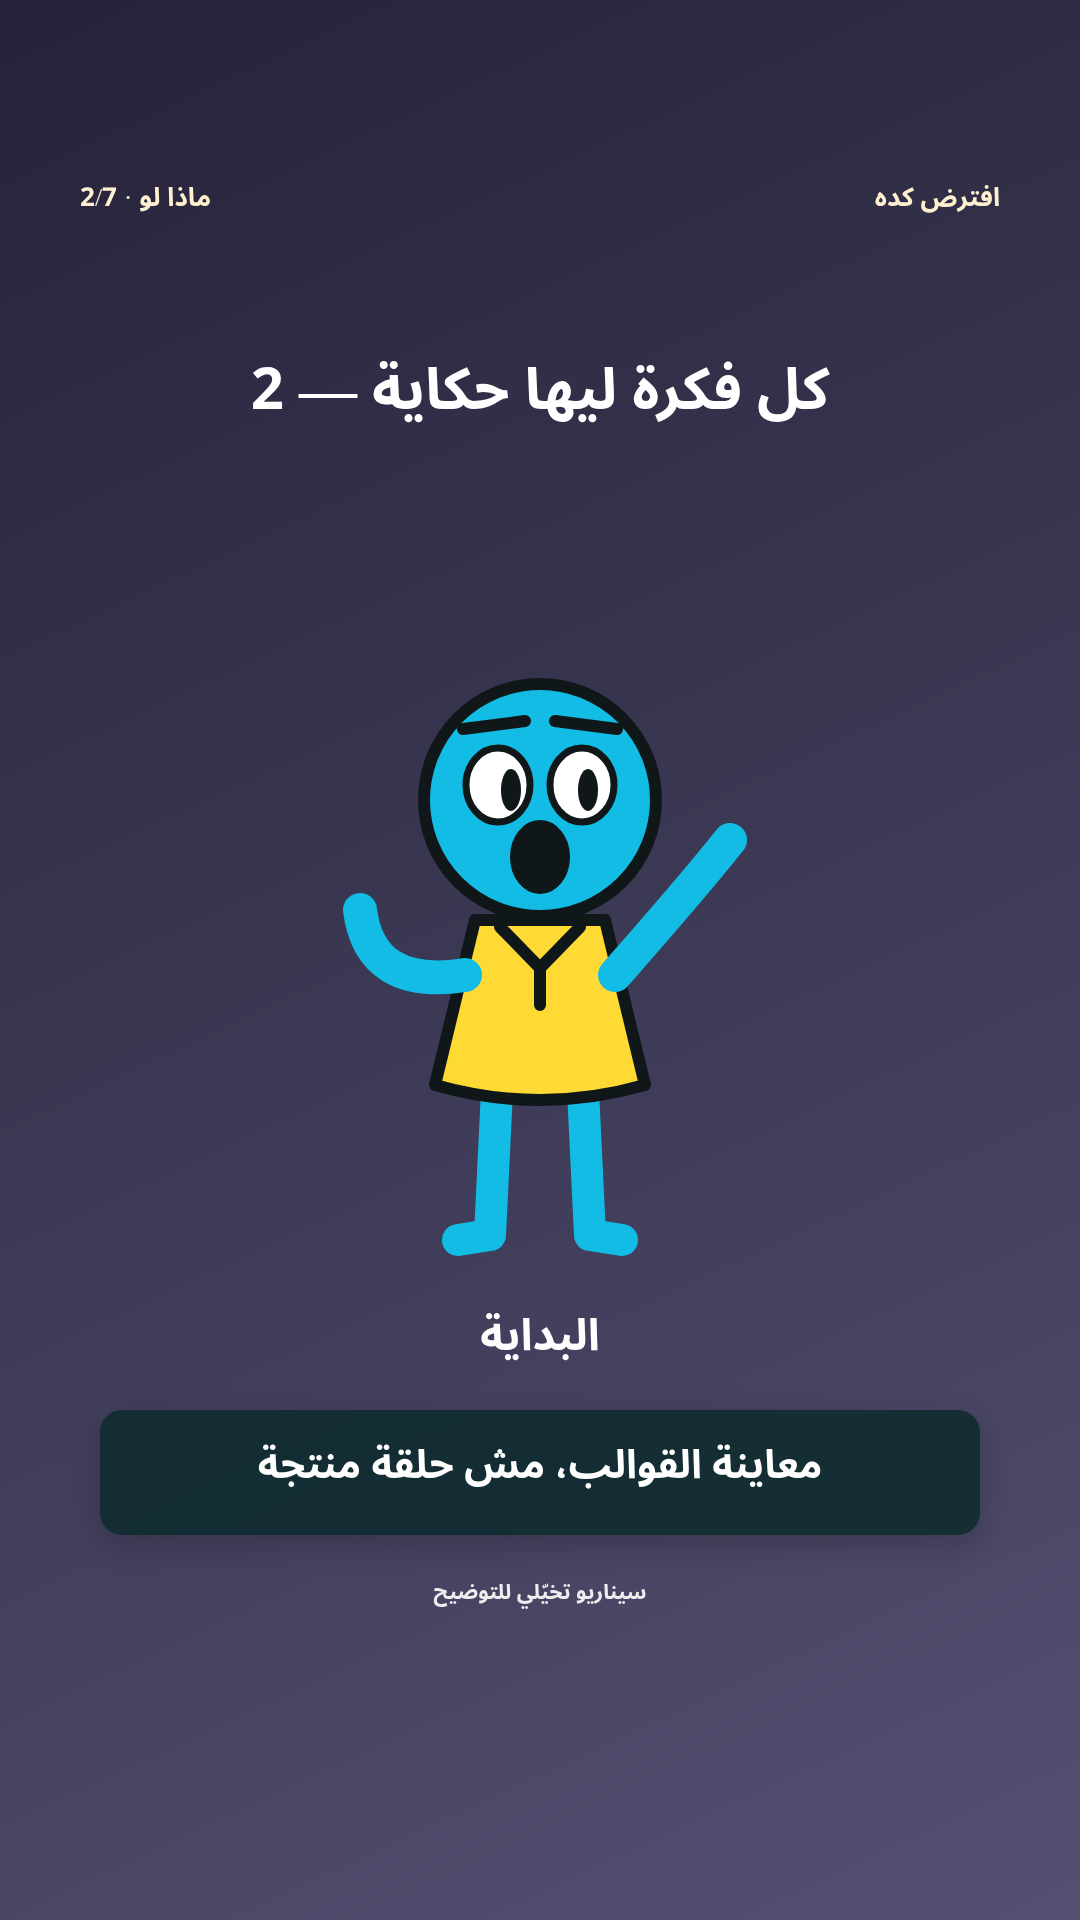 افترض كده
ماذا لو · 2/7
كل فكرة ليها حكاية — 2
البداية
معاينة القوالب، مش حلقة منتجة
سيناريو تخيّلي للتوضيح